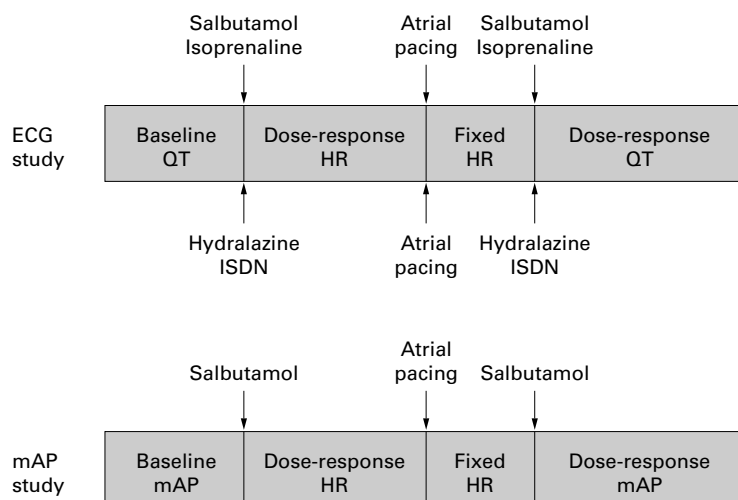 Salbutamol
Isoprenaline
Atrial
pacing
Salbutamol
Isoprenaline
ECG
study
Baseline
QT
Dose-response
HR
Fixed
HR
Dose-response
QT
Hydralazine
ISDN
Atrial
pacing
Hydralazine
ISDN
Salbutamol
Atrial
pacing
Salbutamol
mAP
study
Baseline
mAP
Dose-response
HR
Fixed
HR
Dose-response
mAP